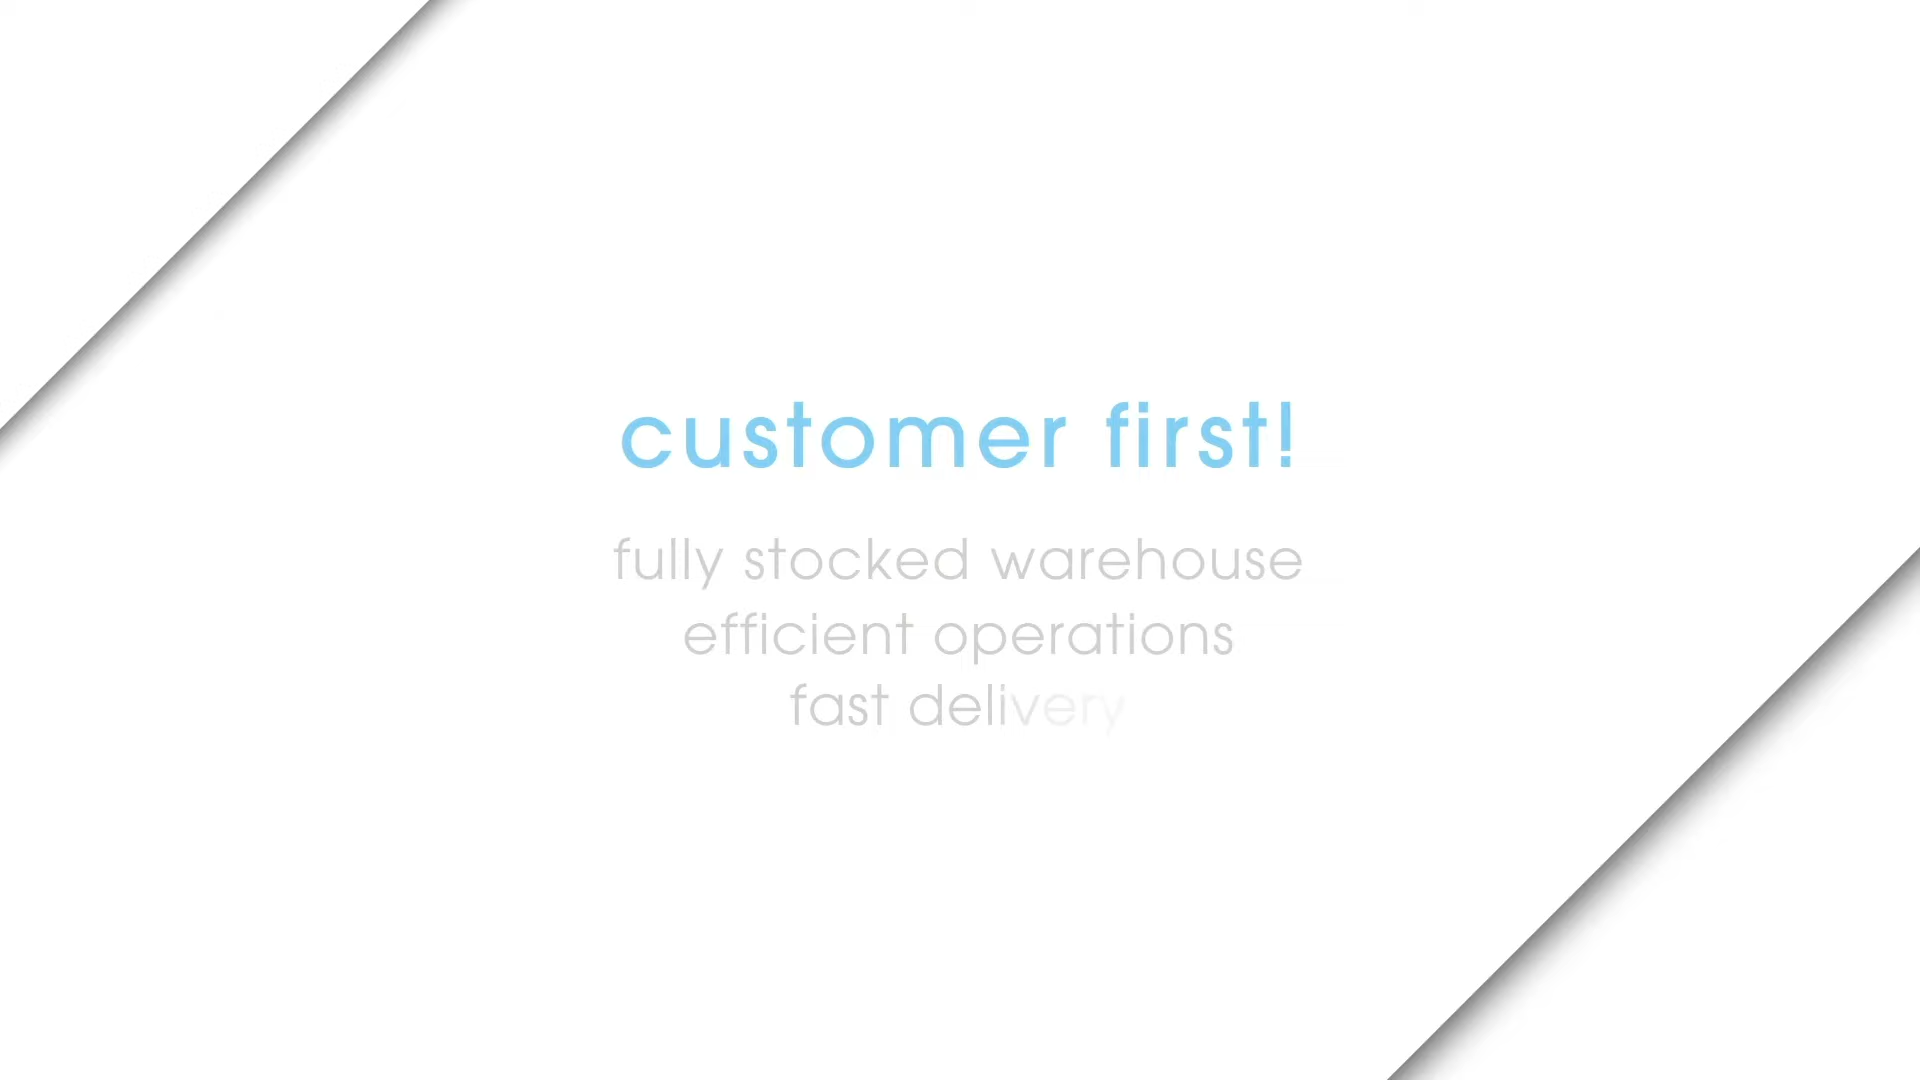 customer first!
fully stocked warehouse
efficient operations
fast delivery